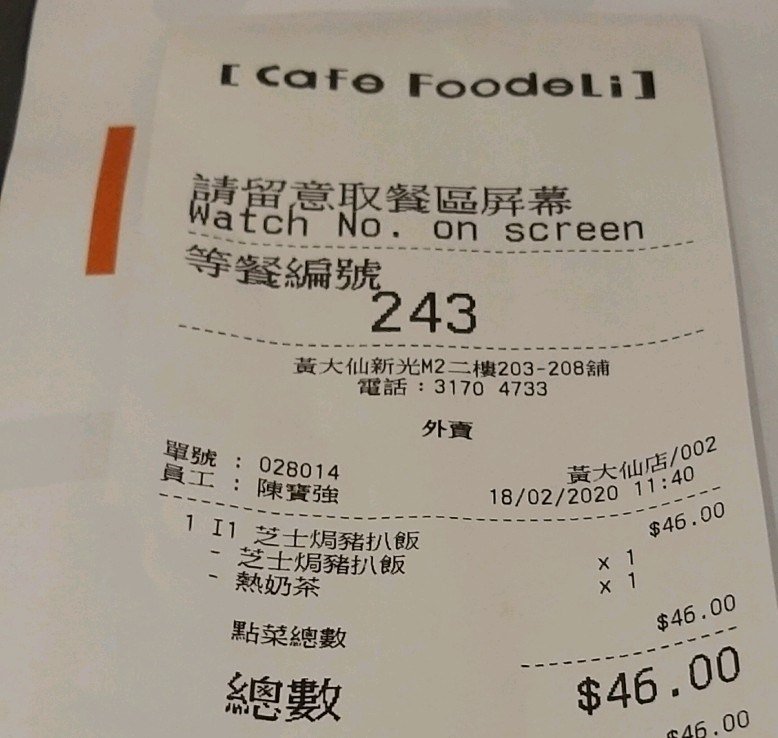 [ Cafe FoodeLi ]
請留意取餐區屏幕
Watch No. on screen
等餐編號
243
黃大仙新光M2二樓203-208舖
電話：3170 4733
外賣
單號 : 028014 黃大仙店/002
員工 : 陳寶強 18/02/2020 11:40
1 I1 芝士焗豬扒飯 $46.00
- 芝士焗豬扒飯 x 1
- 熱奶茶 x 1
點菜總數 $46.00
總數 $46.00
$46.00